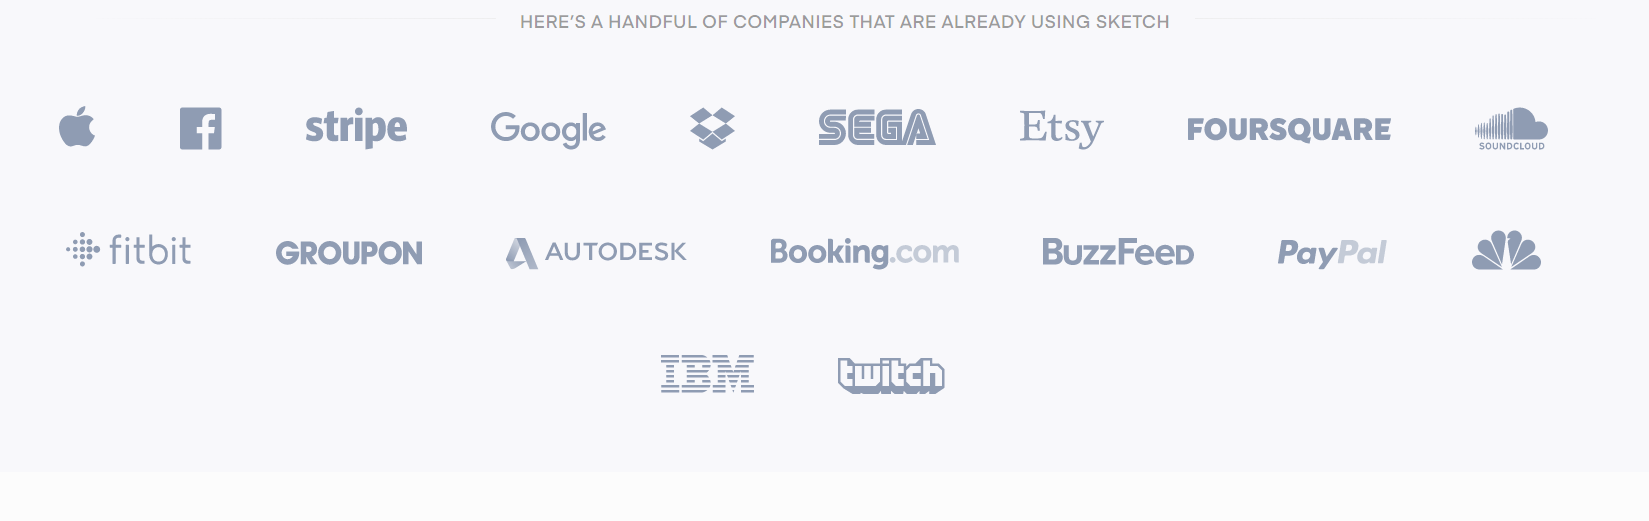 HERE'S A HANDFUL OF COMPANIES THAT ARE ALREADY USING SKETCH
stripe Google SEGA Etsy FOURSQUARE SOUNDCLOUD
fitbit GROUPON AUTODESK Booking.com BuzzFeed PayPal
IBM twitch